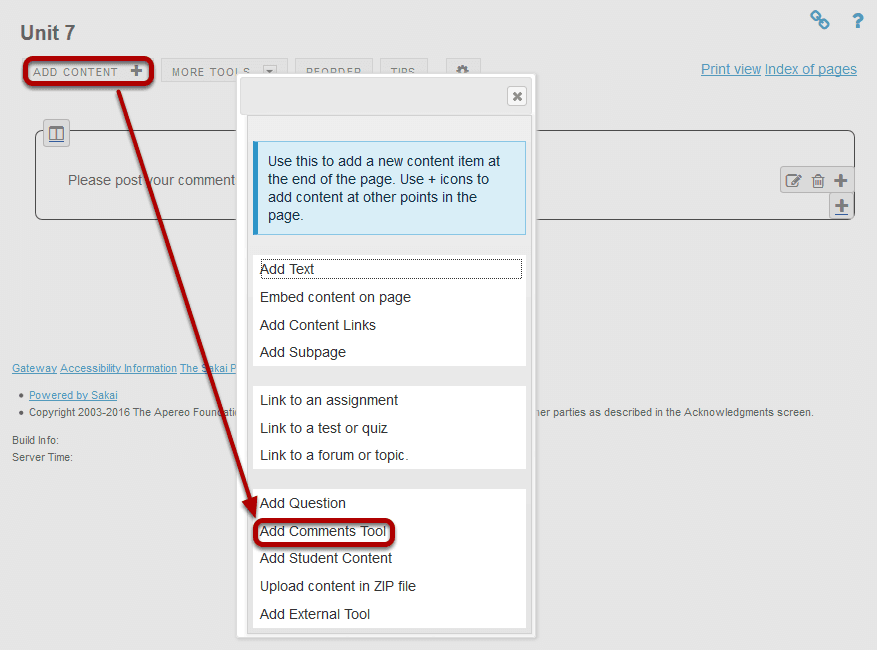 Unit 7
?
ADD CONTENT +
MORE TOOLS
REORDER
TIPS
Print view Index of pages
Use this to add a new content item at
the end of the page. Use + icons to
add content at other points in the
page.
Please post your comment
Add Text
Embed content on page
Add Content Links
Add Subpage
Link to an assignment
Link to a test or quiz
Link to a forum or topic.
Add Question
Add Comments Tool
Add Student Content
Upload content in ZIP file
Add External Tool
Gateway Accessibility Information The Sakai P
Powered by Sakai
Copyright 2003-2016 The Apereo Foundati
her parties as described in the Acknowledgments screen.
Build Info:
Server Time: